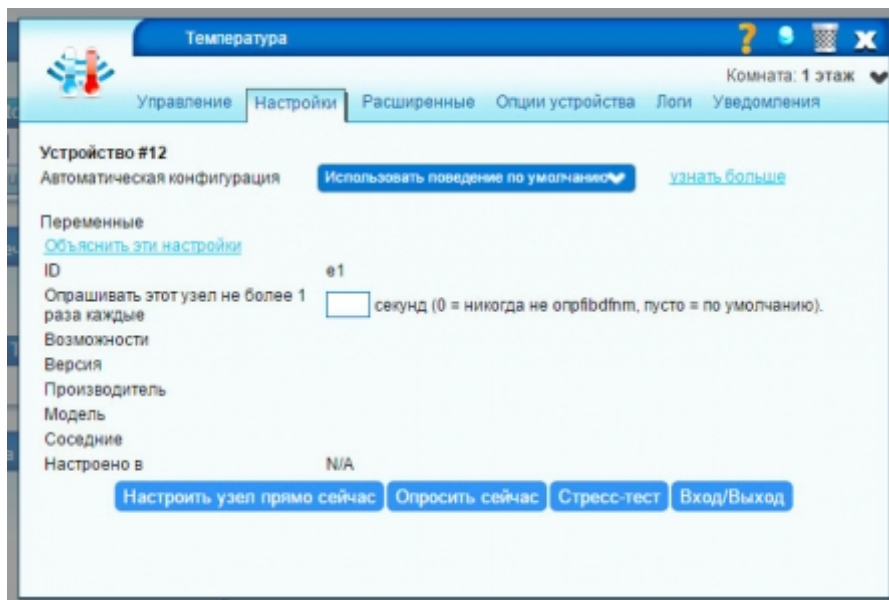 Температура
Комната: 1 этаж
Управление Настройки Расширенные Опции устройства Логи Уведомления
Устройство #12
Автоматическая конфигурация Использовать поведение по умолчанию узнать больше
Переменные
Объяснить эти настройки
ID e1
Опрашивать этот узел не более 1
раза каждые
секунд (0 = никогда не опрfibdfnm, пусто = по умолчанию).
Возможности
Версия
Производитель
Модель
Соседние
Настроено в N/A
Настроить узел прямо сейчас Опросить сейчас Стресс-тест Вход/Выход